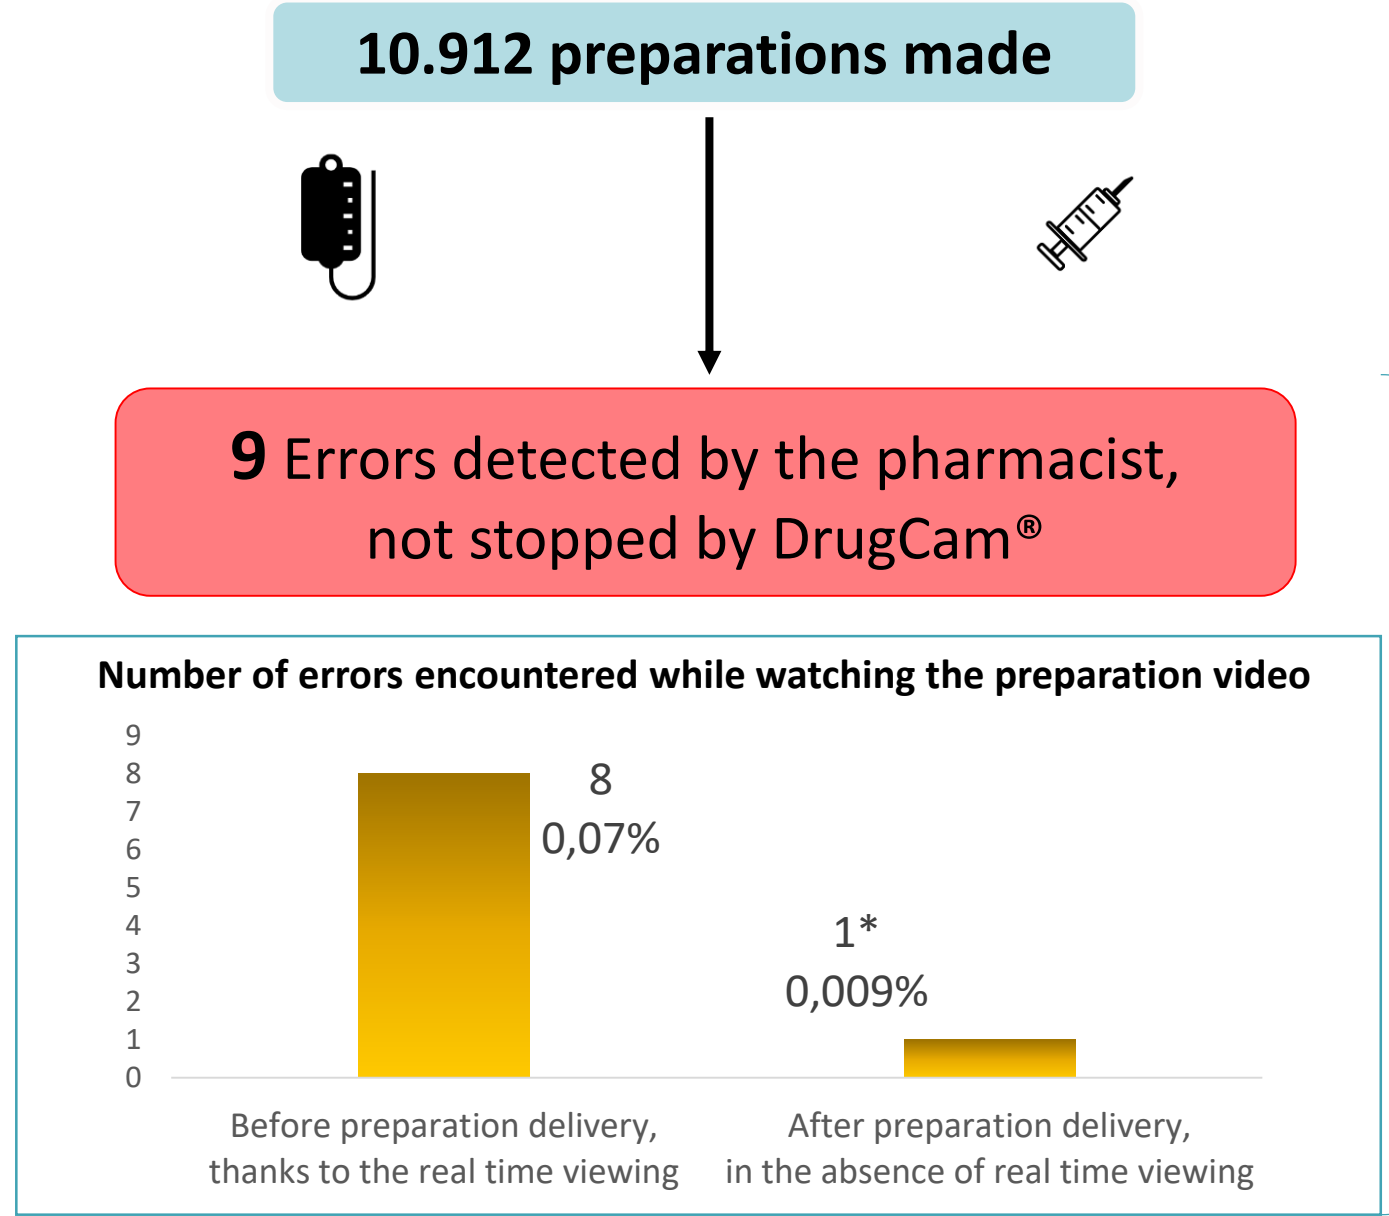 10.912 preparations made
9 Errors detected by the pharmacist,
not stopped by DrugCam®
Number of errors encountered while watching the preparation video
9
8
7
6
5
4
3
2
1
0
8
0,07%
1*
0,009%
Before preparation delivery,
thanks to the real time viewing
After preparation delivery,
in the absence of real time viewing